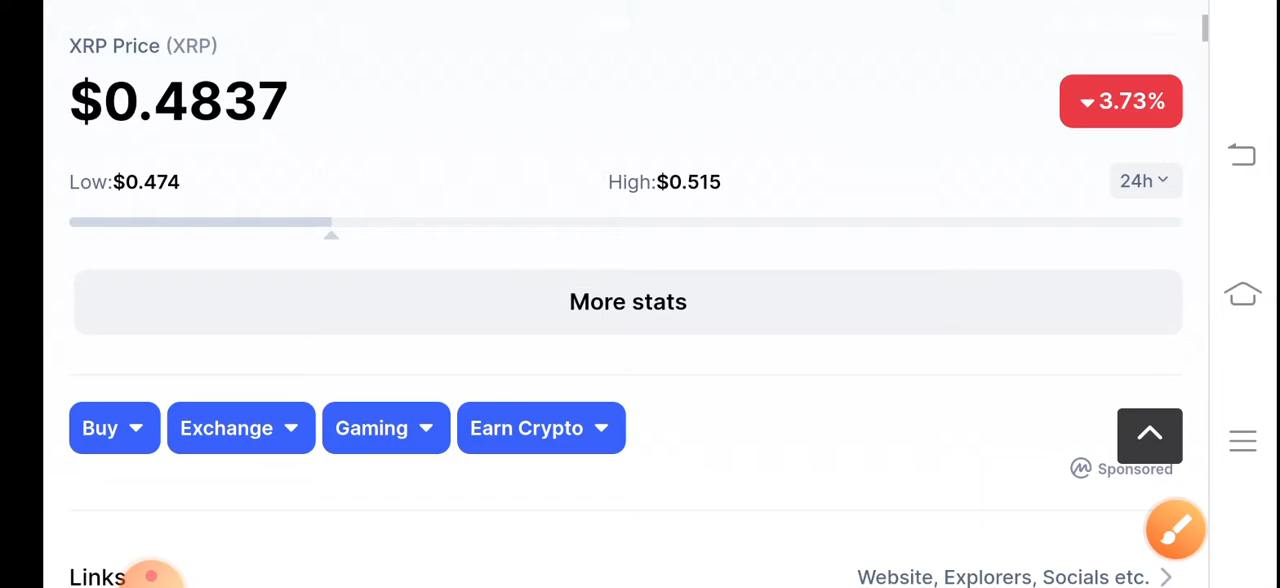 XRP Price (XRP)
$0.4837
3.73%
Low:$0.474 High:$0.515 24h
More stats
Buy Exchange Gaming Earn Crypto
Sponsored
Links Website, Explorers, Socials etc.